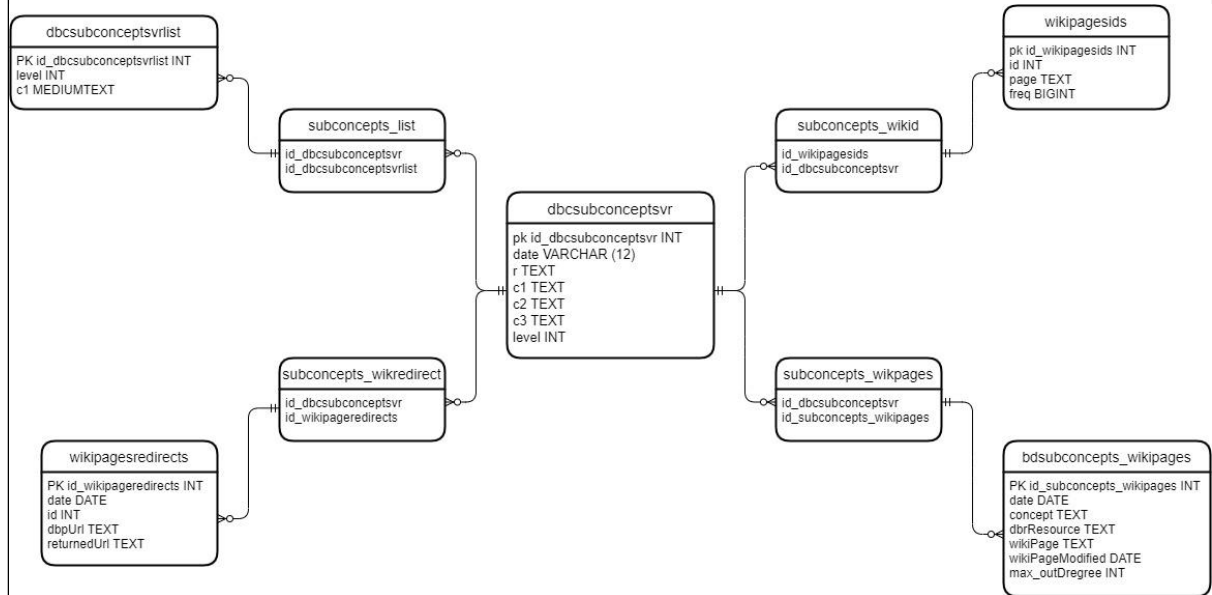 dbcsubconceptsvrlist
PK id_dbcsubconceptsvrlist INT
level INT
c1 MEDIUMTEXT
subconcepts_list
id_dbcsubconceptsvr
id_dbcsubconceptsvrlist
wikipagesids
pk id_wikipagesids INT
id INT
page TEXT
freq BIGINT
subconcepts_wikid
id_wikipagesids
id_dbcsubconceptsvr
dbcsubconceptsvr
pk id_dbcsubconceptsvr INT
date VARCHAR (12)
r TEXT
c1 TEXT
c2 TEXT
c3 TEXT
level INT
subconcepts_wikredirect
id_dbcsubconceptsvr
id_wikipageredirects
wikipagesredirects
PK id_wikipageredirects INT
date DATE
id INT
dbpUrl TEXT
returnedUrl TEXT
subconcepts_wikpages
id_dbcsubconceptsvr
id_subconcepts_wikipages
bdsubconcepts_wikipages
PK id_subconcepts_wikipages INT
date DATE
concept TEXT
dbrResource TEXT
wikiPage TEXT
wikiPageModified DATE
max_outDregree INT